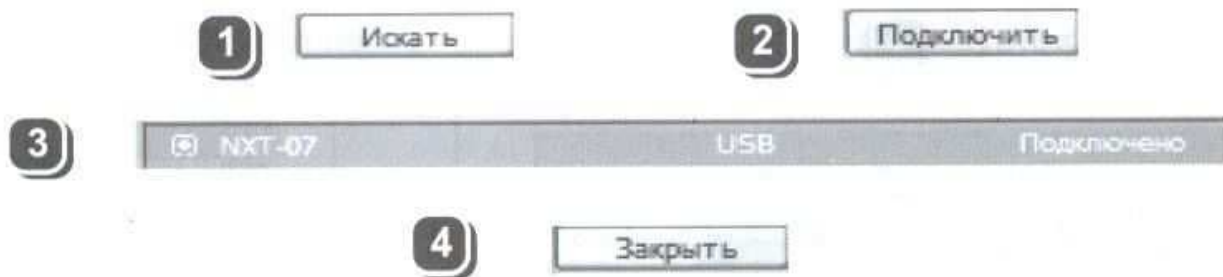 1 Искать 2 Подключить
3 NXT-07 USB Подключено
4 Закрыть